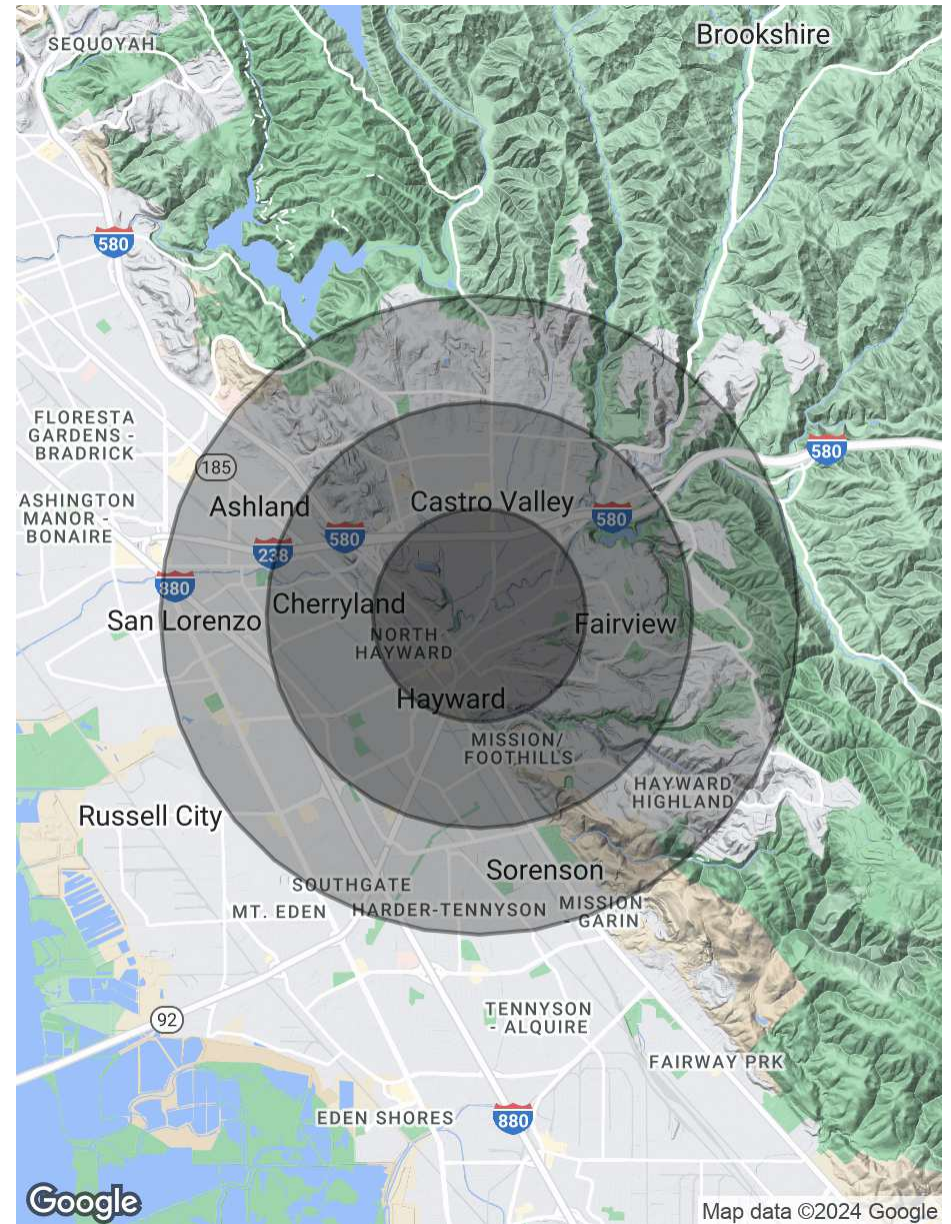 SEQUOYAH
Brookshire
580
FLORESTA
GARDENS -
BRADRICK
580
185
ASHINGTON
MANOR -
BONAIRE
Ashland
Castro Valley
580
580
238
880
San Lorenzo
Cherryland
Fairview
NORTH
HAYWARD
Hayward
MISSION/
FOOTHILLS
HAYWARD
HIGHLAND
Russell City
Sorenson
SOUTHGATE
MT. EDEN
HARDER-TENNYSON
MISSION
- GARIN
92
TENNYSON
- ALQUIRE
FAIRWAY PRK
EDEN SHORES
880
Google
Map data ©2024 Google